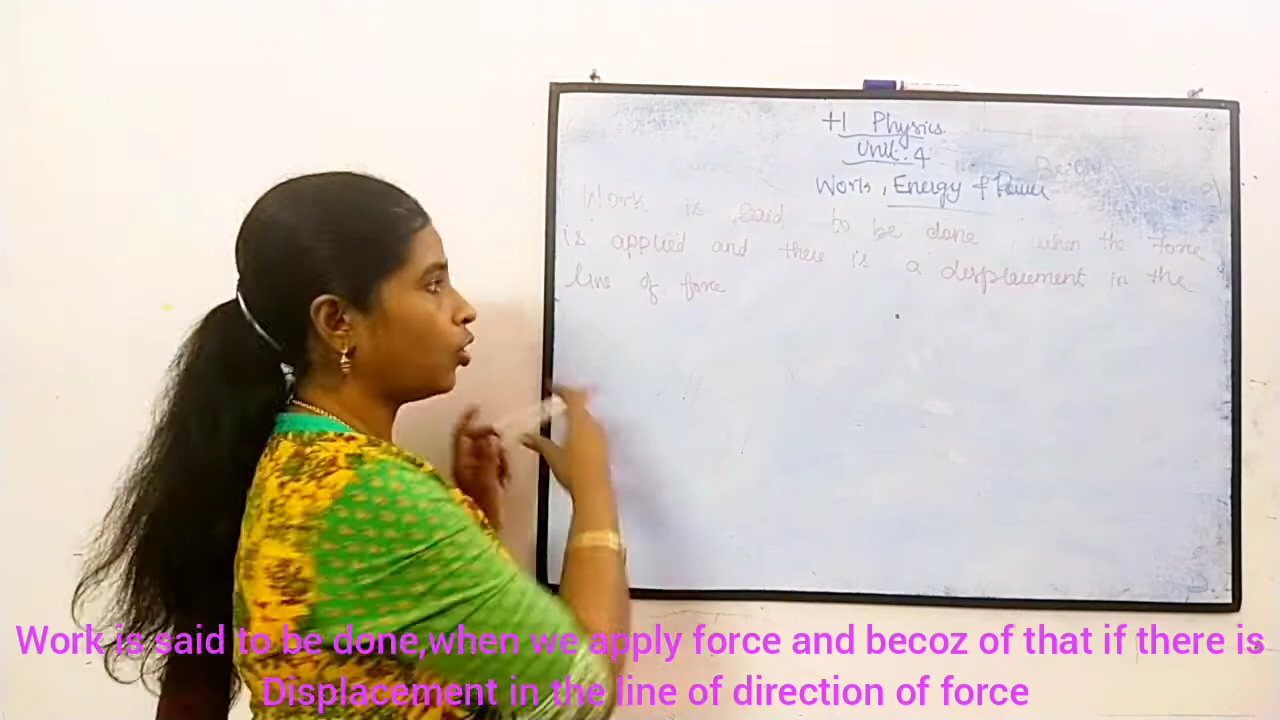 +1 Physics
Unit: 4
Work, Energy & Power
Work is said to be done, when the force
is applied and there is a displacement in the
line of force
Work is said to be done,when we apply force and becoz of that if there is
Displacement in the line of direction of force